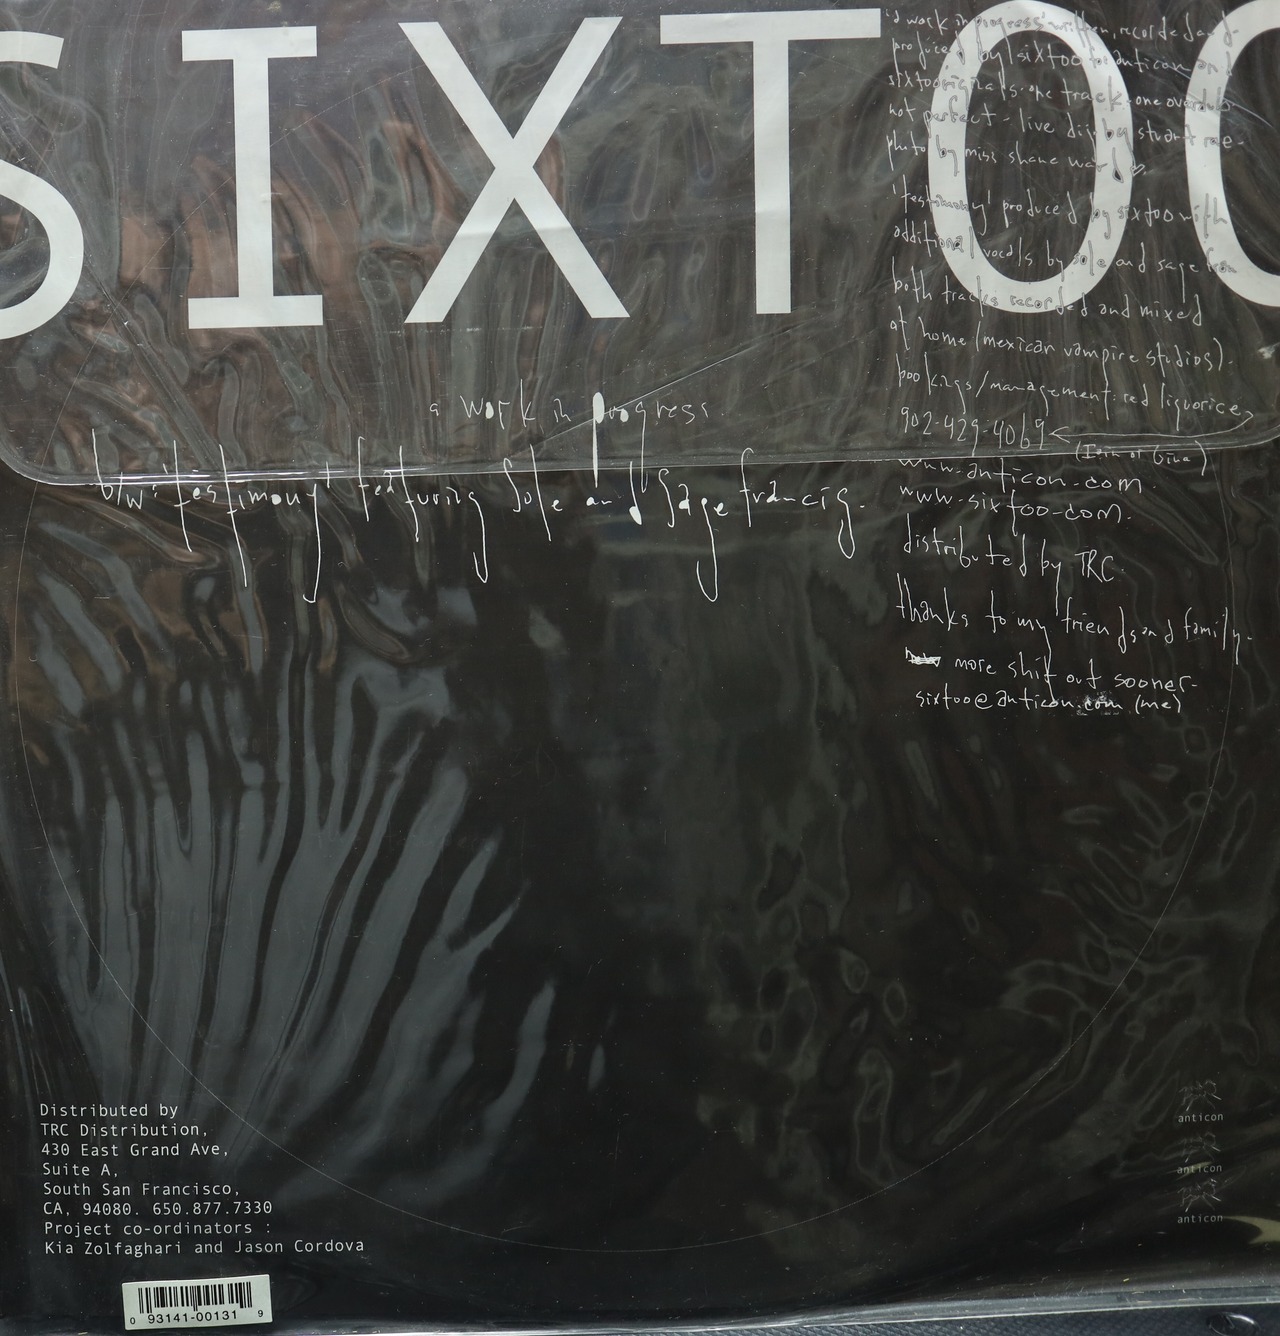 SIXTOO
'a work in progress' written, recorded and
produced by sixtoo for anticon and
sixtoo originals. one track - one overdub -
not perfect - live djs by stuart rae -
photo by miss shane ward
'testimony' produced by sixtoo with
additional vocals by sole and sage from
both tracks recorded and mixed
at home (mexican vampire studios).
bookings/management: red liquorice
902-429-4069
www.anticon.com
www.sixtoo.com.
distributed by TRC.
thanks to my friends and family.
more shit out sooner-
sixtoo@anticon.com (me)
a work in progress
b/w 'testimony' featuring Sole and Sage francis.
Distributed by
TRC Distribution,
430 East Grand Ave,
Suite A,
South San Francisco,
CA, 94080. 650.877.7330
Project co-ordinators :
Kia Zolfaghari and Jason Cordova
0 93141-00131 9
anticon
anticon
anticon